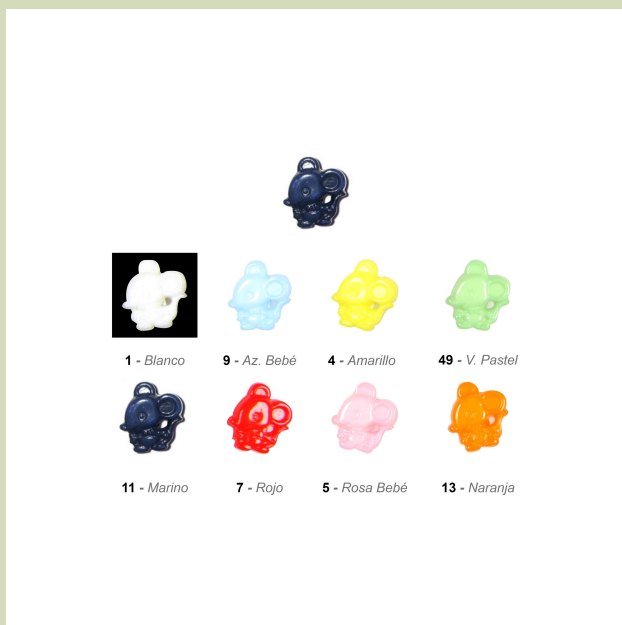 1 - Blanco
9 - Az. Bebé
4 - Amarillo
49 - V. Pastel
11 - Marino
7 - Rojo
5 - Rosa Bebé
13 - Naranja